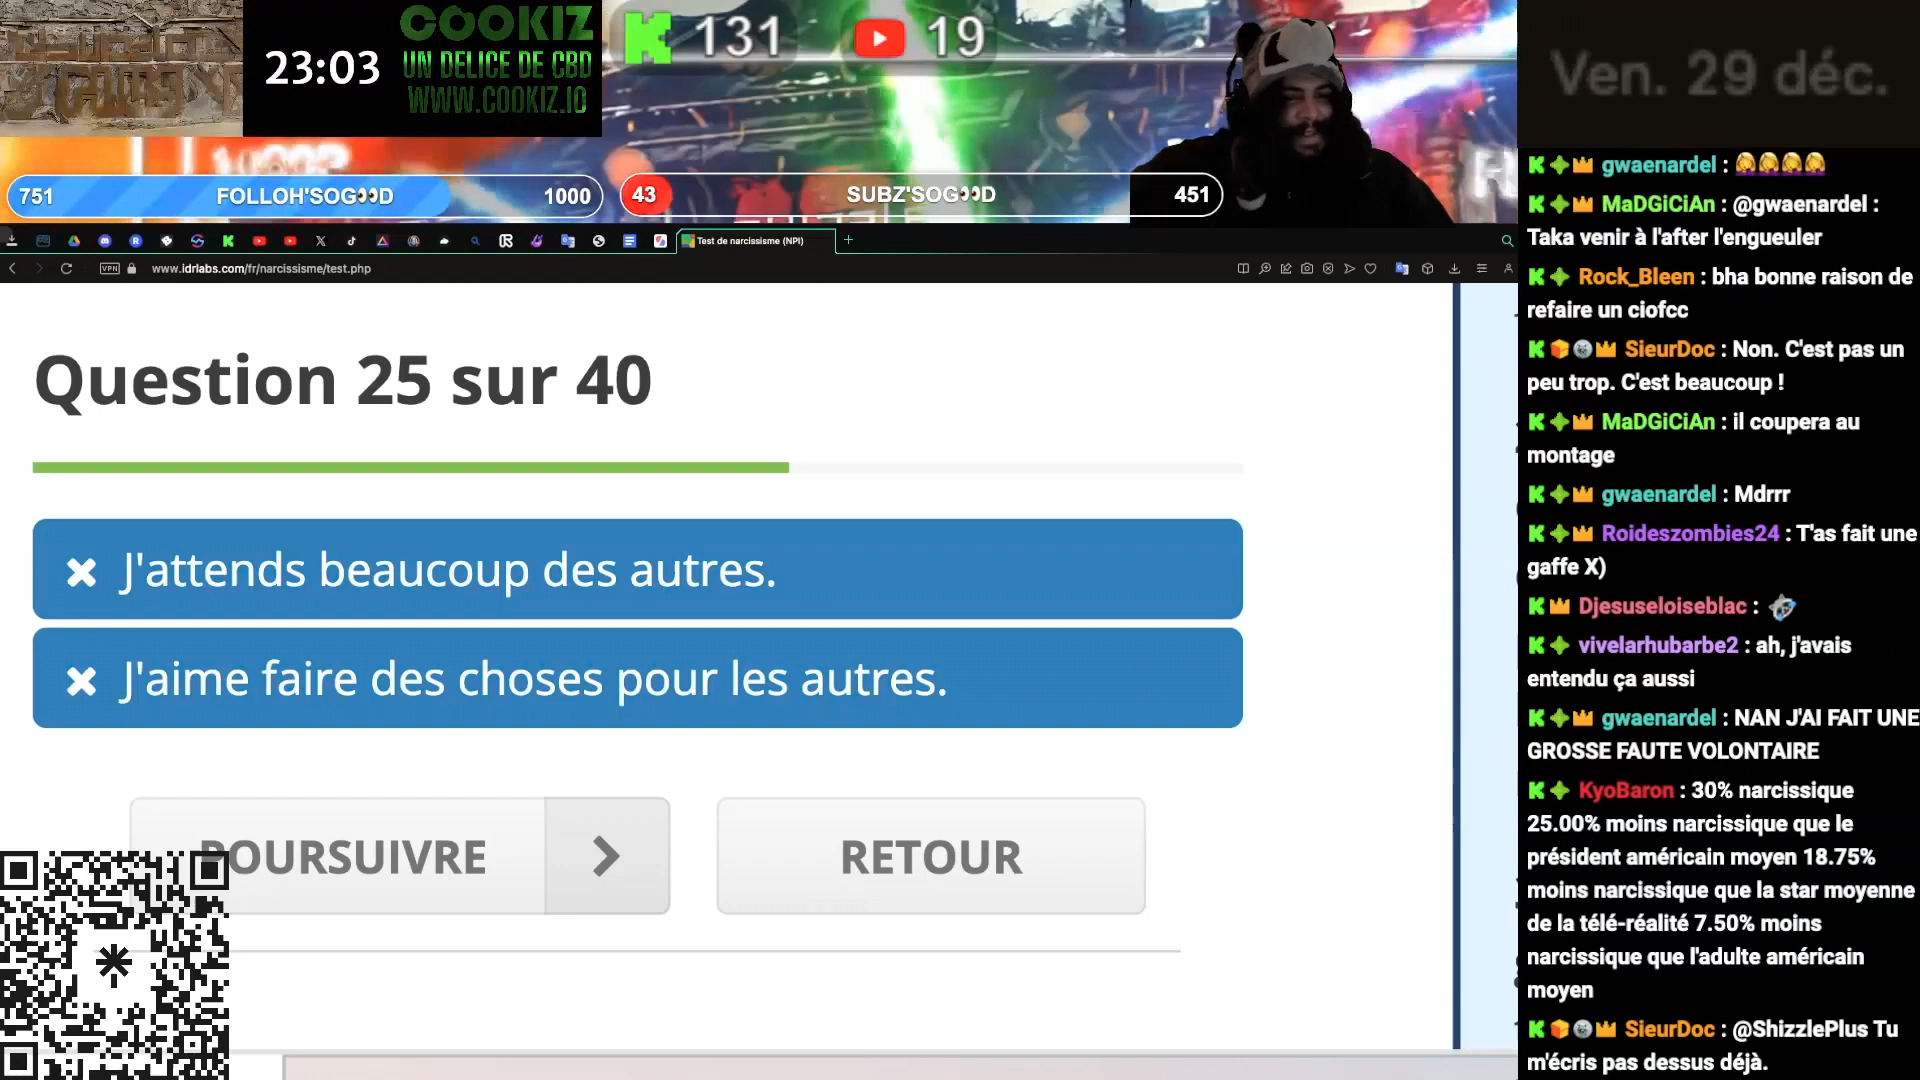 23:03
COOKIZ
UN DELICE DE CBD
WWW.COOKIZ.IO
131
19
Ven. 29 déc.
751 FOLLOH'SOG👀D 1000
43 SUBZ'SOG👀D 451
Test de narcissisme (NPI)
VPN www.idrlabs.com/fr/narcissisme/test.php
Question 25 sur 40
J'attends beaucoup des autres.
J'aime faire des choses pour les autres.
POURSUIVRE
RETOUR
gwaenardel : 🤷‍♀️🤷‍♀️🤷‍♀️🤷‍♀️
MaDGiCiAn : @gwaenardel :
Taka venir à l'after l'engueuler
Rock_Bleen : bha bonne raison de
refaire un ciofcc
SieurDoc : Non. C'est pas un
peu trop. C'est beaucoup !
MaDGiCiAn : il coupera au
montage
gwaenardel : Mdrrr
Roideszombies24 : T'as fait une
gaffe X)
Djesuseloiseblac :
vivelarhubarbe2 : ah, j'avais
entendu ça aussi
gwaenardel : NAN J'AI FAIT UNE
GROSSE FAUTE VOLONTAIRE
KyoBaron : 30% narcissique
25.00% moins narcissique que le
président américain moyen 18.75%
moins narcissique que la star moyenne
de la télé-réalité 7.50% moins
narcissique que l'adulte américain
moyen
SieurDoc : @ShizzlePlus Tu
m'écris pas dessus déjà.